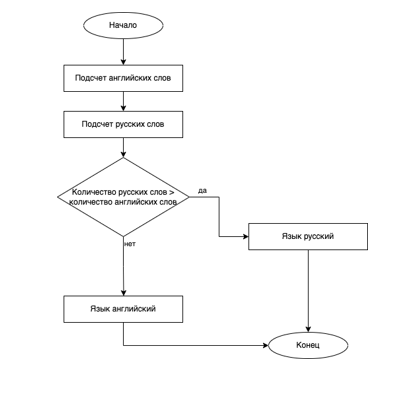 Начало
Подсчет английских слов
Подсчет русских слов
Количество русских слов >
количество английских слов
да
Язык русский
нет
Язык английский
Конец